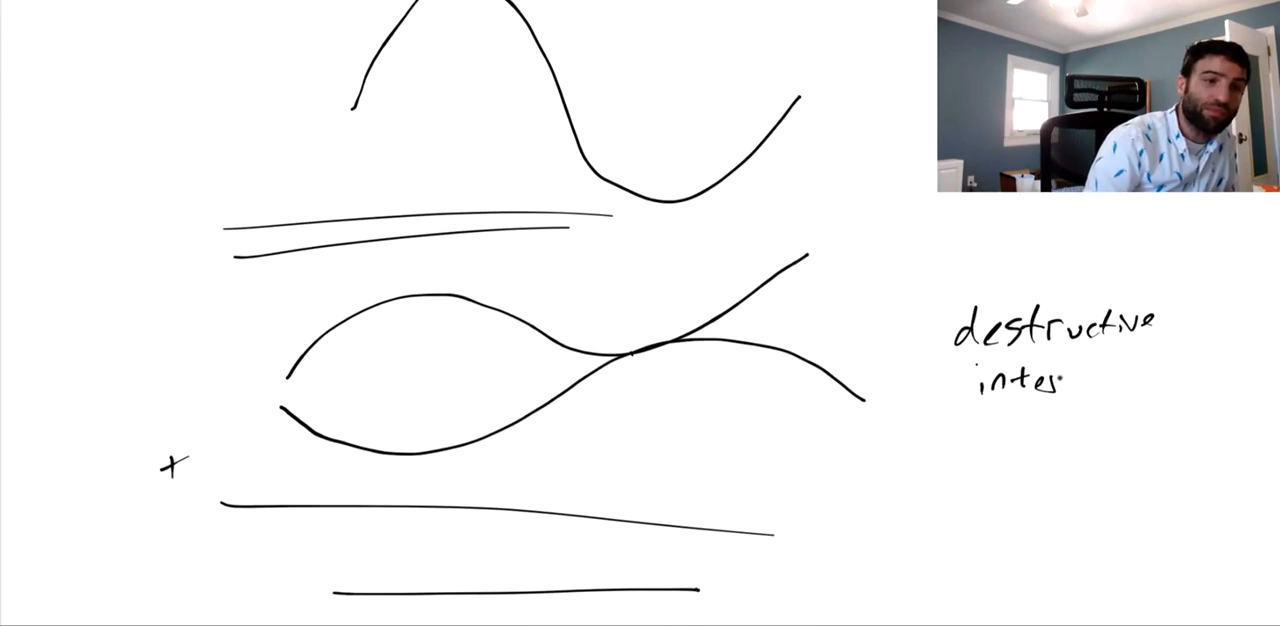 +
destructive
inter